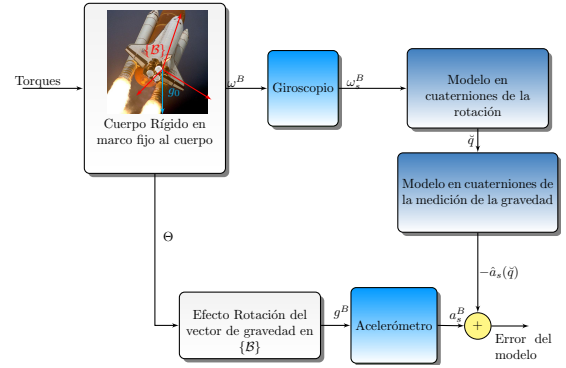 Torques
{B}
g₀
Cuerpo Rígido en
marco fijo al cuerpo
ω^B
Giroscopio
ω_s^B
Modelo en
cuaterniones de la
rotación
q̆
Modelo en cuaterniones de
la medición de la gravedad
Θ
−â_s(q̆)
Efecto Rotación del
vector de gravedad en
{B}
g^B
Acelerómetro
a_s^B
+
Error del
modelo